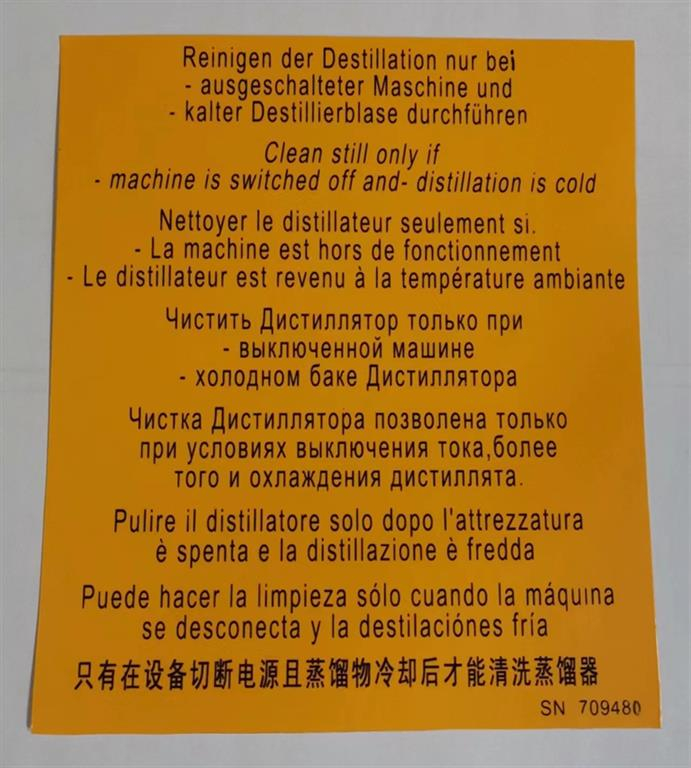 Reinigen der Destillation nur bei
- ausgeschalteter Maschine und
- kalter Destillierblase durchführen
Clean still only if
- machine is switched off and- distillation is cold
Nettoyer le distillateur seulement si.
- La machine est hors de fonctionnement
- Le distillateur est revenu à la température ambiante
Чистить Дистиллятор только при
- выключенной машине
- холодном баке Дистиллятора
Чистка Дистиллятора позволена только
при условиях выключения тока,более
того и охлаждения дистиллята.
Pulire il distillatore solo dopo l'attrezzatura
è spenta e la distillazione è fredda
Puede hacer la limpieza sólo cuando la máquina
se desconecta y la destilaciónes fría
只有在设备切断电源且蒸馏物冷却后才能清洗蒸馏器
SN 709480